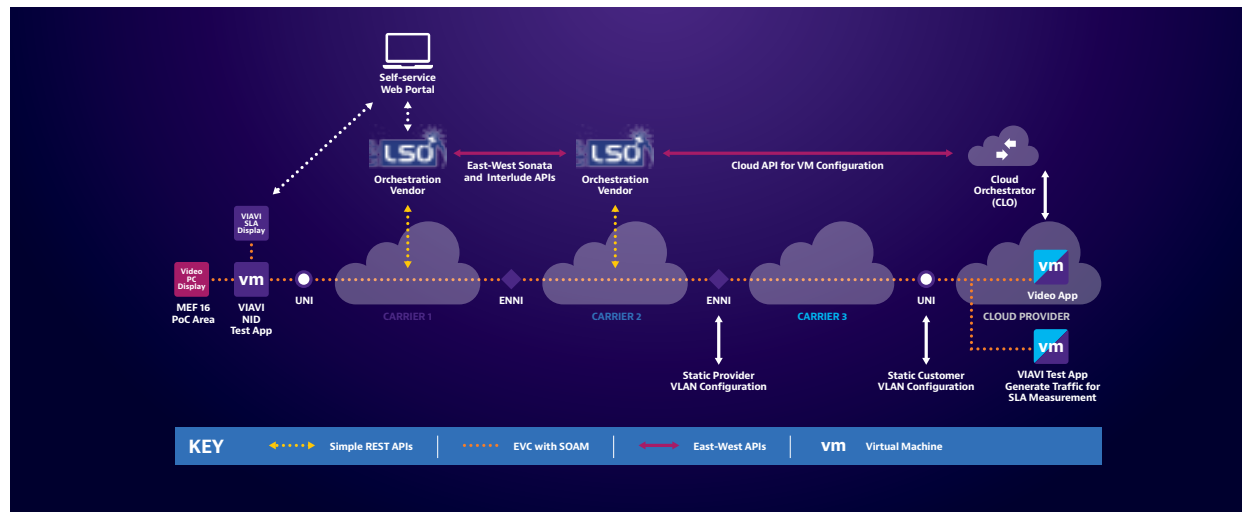 Self-service
Web Portal
LSO
LSO
Orchestration
Vendor
East-West Sonata
and Interlude APIs
Orchestration
Vendor
Cloud API for VM Configuration
Cloud
Orchestrator
(CLO)
VIAVI
SLA
Display
Video
PC
Display
vm
vm
MEF 16
PoC Area
VIAVI
NID
Test App
UNI
ENNI
ENNI
UNI
Video App
CARRIER 1
CARRIER 2
CARRIER 3
CLOUD PROVIDER
vm
Static Provider
VLAN Configuration
Static Customer
VLAN Configuration
VIAVI Test App
Generate Traffic for
SLA Measurement
KEY
Simple REST APIs
EVC with SOAM
East-West APIs
vm
Virtual Machine